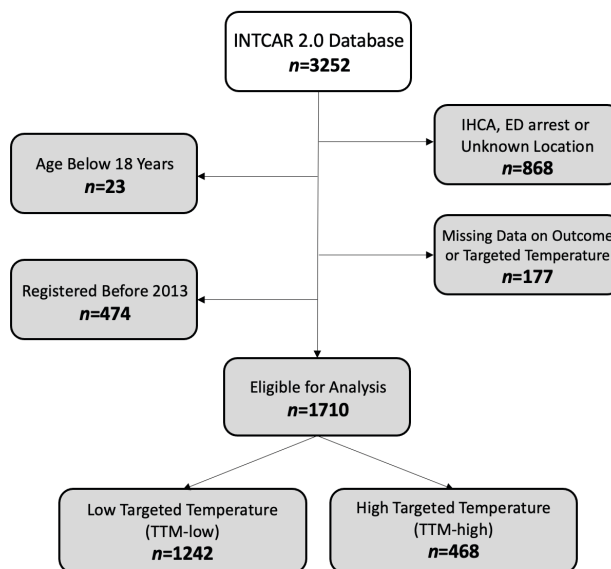 INTCAR 2.0 Database
n=3252
IHCA, ED arrest or
Unknown Location
n=868
Age Below 18 Years
n=23
Missing Data on Outcome
or Targeted Temperature
n=177
Registered Before 2013
n=474
Eligible for Analysis
n=1710
Low Targeted Temperature
(TTM-low)
n=1242
High Targeted Temperature
(TTM-high)
n=468